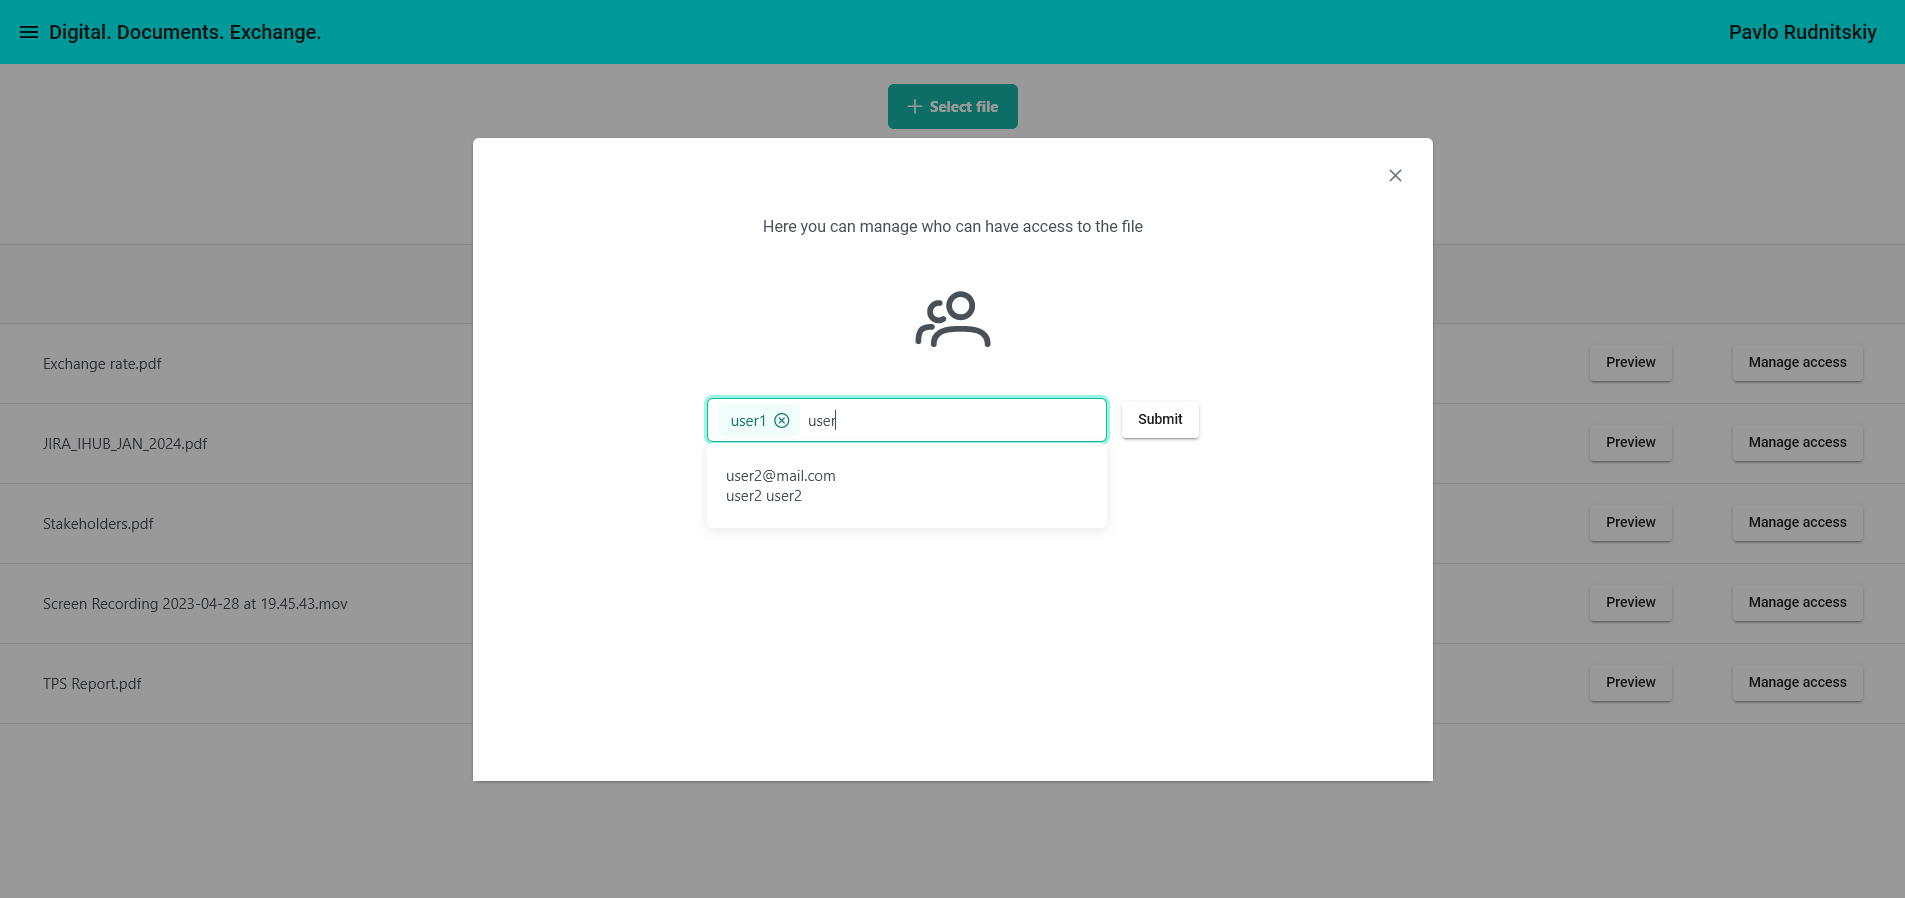 Digital. Documents. Exchange.
Pavlo Rudnitskiy
Select file
Here you can manage who can have access to the file
user1 user
Submit
user2@mail.com
user2 user2
Exchange rate.pdf Preview Manage access
JIRA_IHUB_JAN_2024.pdf Preview Manage access
Stakeholders.pdf Preview Manage access
Screen Recording 2023-04-28 at 19.45.43.mov Preview Manage access
TPS Report.pdf Preview Manage access